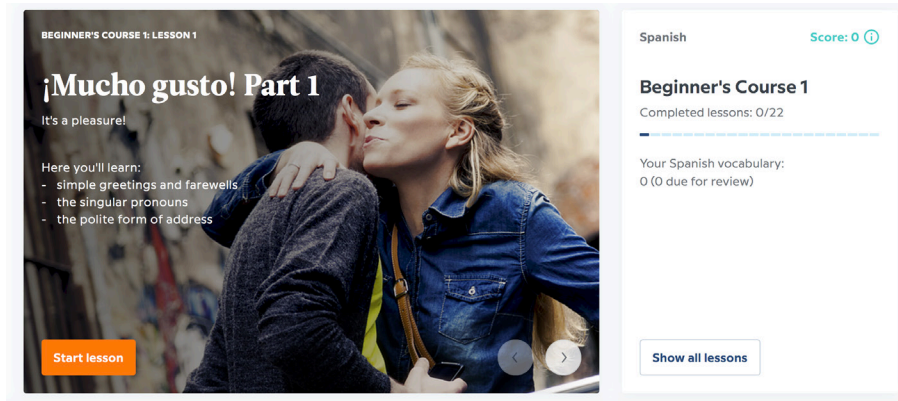 BEGINNER'S COURSE 1: LESSON 1
¡Mucho gusto! Part 1
It's a pleasure!
Here you'll learn:
- simple greetings and farewells
- the singular pronouns
- the polite form of address
Start lesson
Spanish
Score: 0
Beginner's Course 1
Completed lessons: 0/22
Your Spanish vocabulary:
0 (0 due for review)
Show all lessons